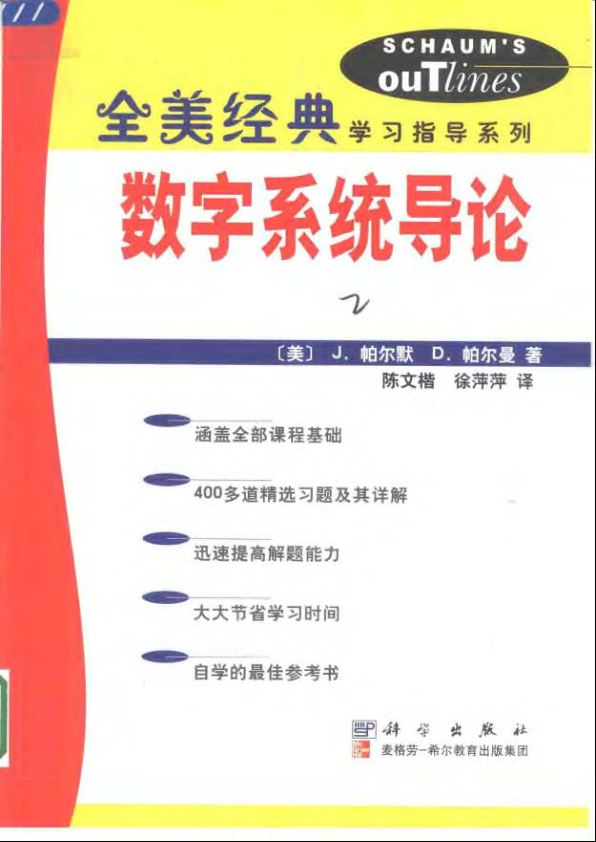 SCHAUM'S
ouTlines
全美经典学习指导系列
数字系统导论
〔美〕 J. 帕尔默 D. 帕尔曼 著
陈文楷 徐萍萍 译
涵盖全部课程基础
400多道精选习题及其详解
迅速提高解题能力
大大节省学习时间
自学的最佳参考书
科学出版社
麦格劳-希尔教育出版集团